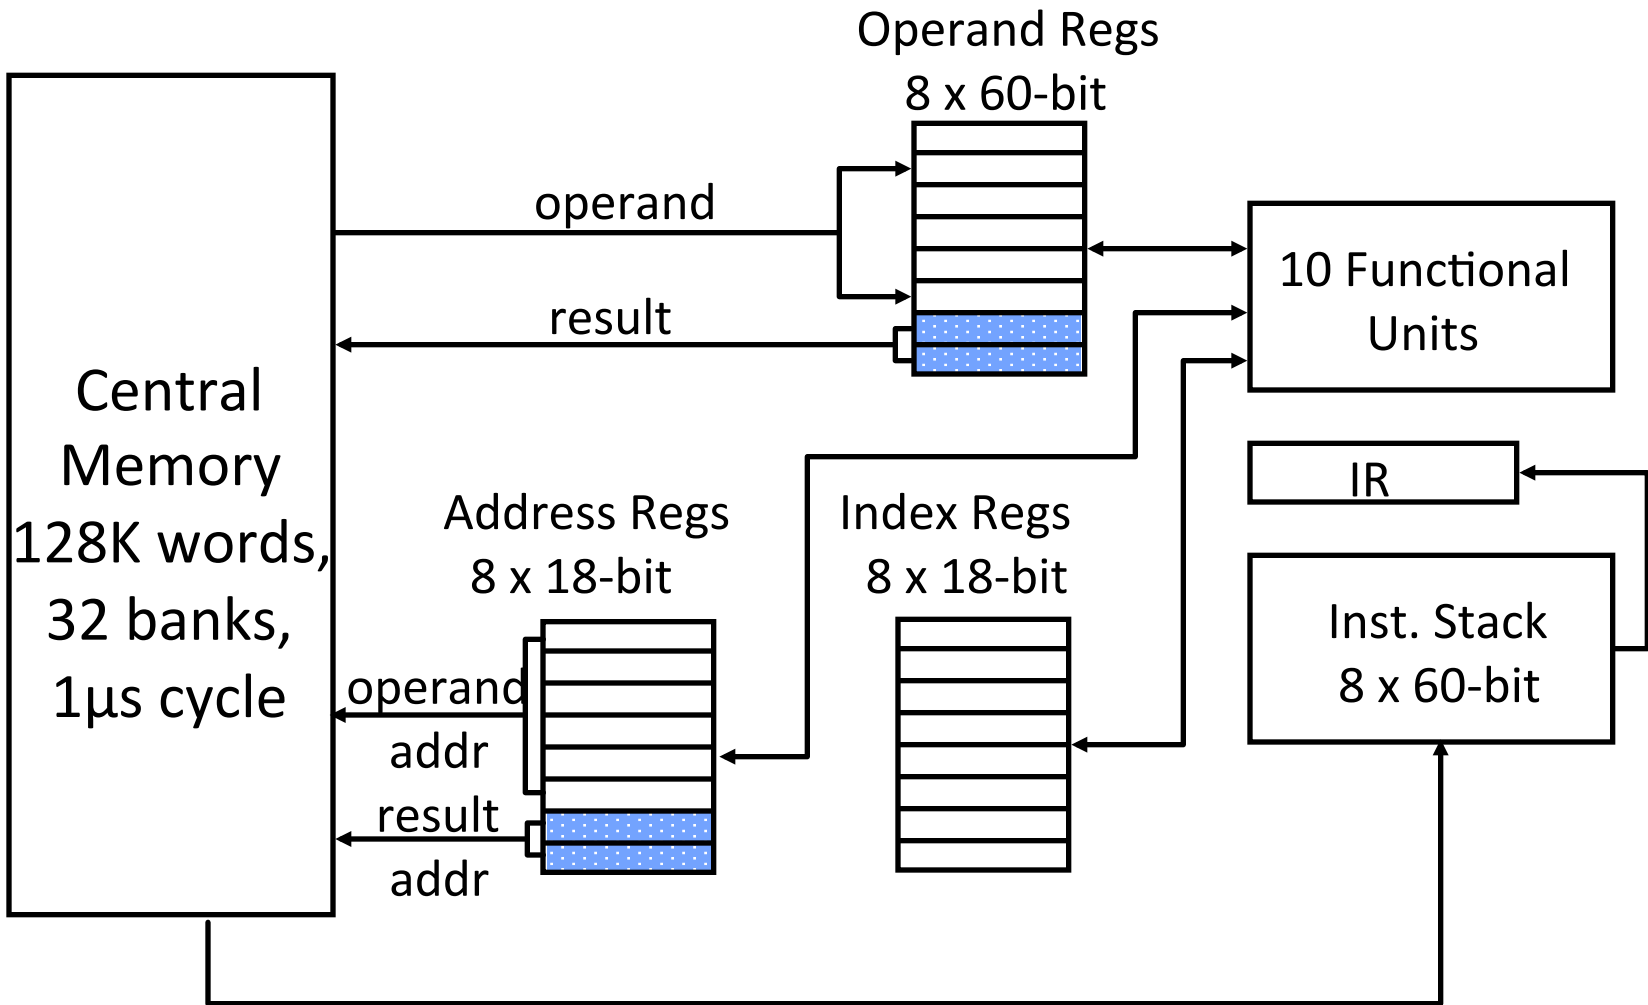 Operand Regs
8 x 60-bit
operand
result
10 Functional
Units
Central
Memory
128K words,
32 banks,
1μs cycle
IR
Address Regs
8 x 18-bit
Index Regs
8 x 18-bit
Inst. Stack
8 x 60-bit
operand
addr
result
addr